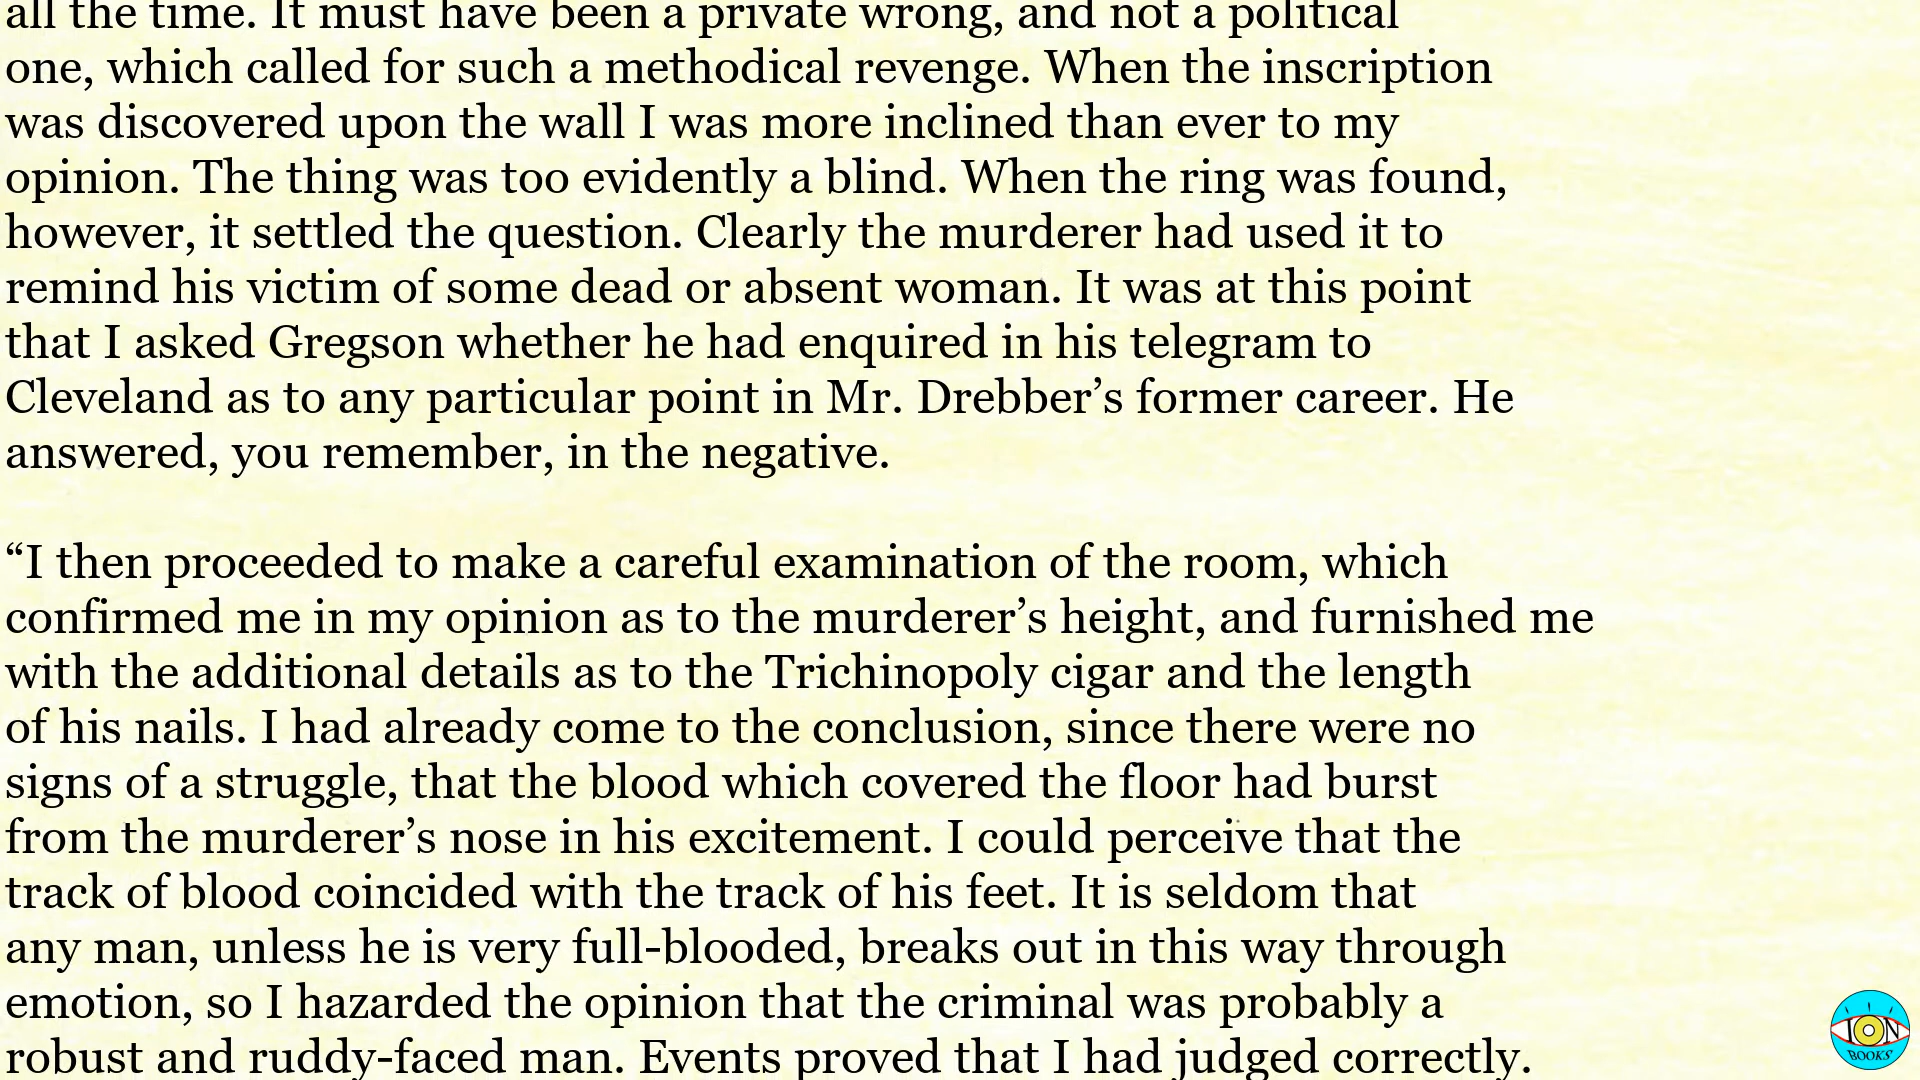 all the time. It must have been a private wrong, and not a political
one, which called for such a methodical revenge. When the inscription
was discovered upon the wall I was more inclined than ever to my
opinion. The thing was too evidently a blind. When the ring was found,
however, it settled the question. Clearly the murderer had used it to
remind his victim of some dead or absent woman. It was at this point
that I asked Gregson whether he had enquired in his telegram to
Cleveland as to any particular point in Mr. Drebber’s former career. He
answered, you remember, in the negative.
“I then proceeded to make a careful examination of the room, which
confirmed me in my opinion as to the murderer’s height, and furnished me
with the additional details as to the Trichinopoly cigar and the length
of his nails. I had already come to the conclusion, since there were no
signs of a struggle, that the blood which covered the floor had burst
from the murderer’s nose in his excitement. I could perceive that the
track of blood coincided with the track of his feet. It is seldom that
any man, unless he is very full-blooded, breaks out in this way through
emotion, so I hazarded the opinion that the criminal was probably a
robust and ruddy-faced man. Events proved that I had judged correctly.
ION
BOOKS